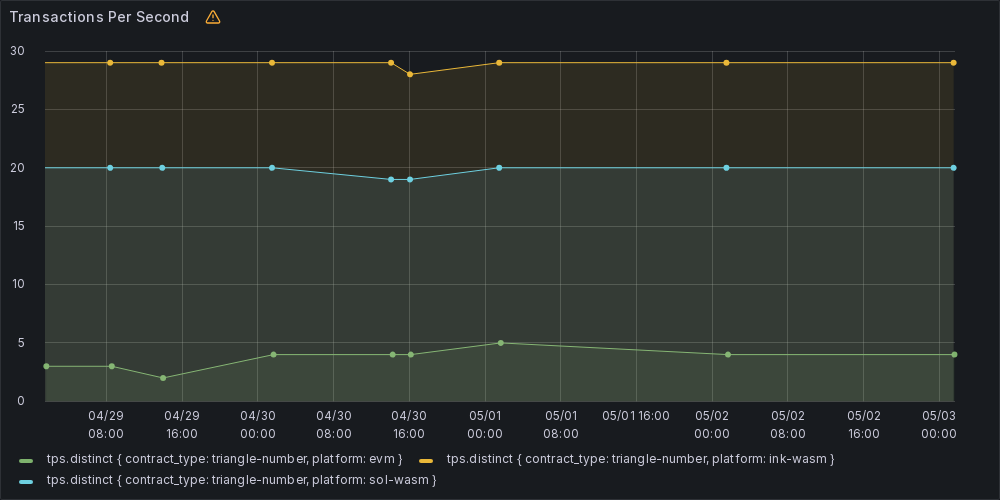 Transactions Per Second
30
25
20
15
10
5
0
04/29 04/29 04/30 04/30 04/30 05/01 05/01 05/01 16:00 05/02 05/02 05/02 05/03
08:00 16:00 00:00 08:00 16:00 00:00 08:00 00:00 08:00 16:00 00:00
tps.distinct { contract_type: triangle-number, platform: evm } tps.distinct { contract_type: triangle-number, platform: ink-wasm }
tps.distinct { contract_type: triangle-number, platform: sol-wasm }